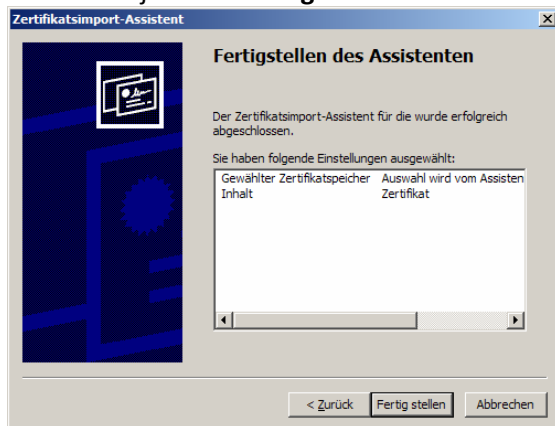 Zertifikatsimport-Assistent
Fertigstellen des Assistenten
Der Zertifikatsimport-Assistent für die wurde erfolgreich
abgeschlossen.
Sie haben folgende Einstellungen ausgewählt:
Gewählter Zertifikatspeicher Auswahl wird vom Assisten
Inhalt Zertifikat
< Zurück Fertig stellen Abbrechen